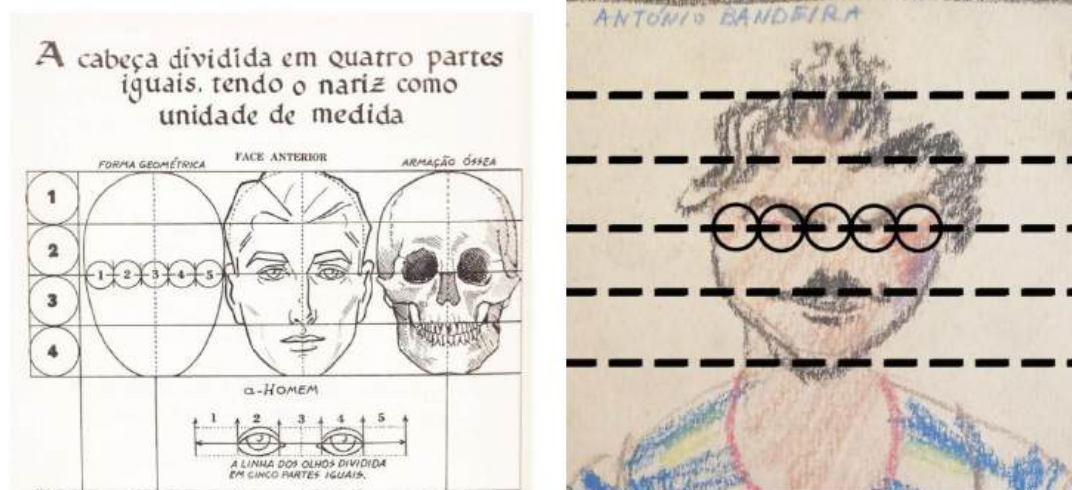 A cabeça dividida em quatro partes
iguais, tendo o nariz como
unidade de medida
FORMA GEOMÉTRICA
FACE ANTERIOR
ARMAÇÃO ÓSSEA
1
2
3
4
1 2 3 4 5
a-HOMEM
1 2 3 4 5
A LINHA DOS OLHOS DIVIDIDA
EM CINCO PARTES IGUAIS.
ANTÓNIO BANDEIRA